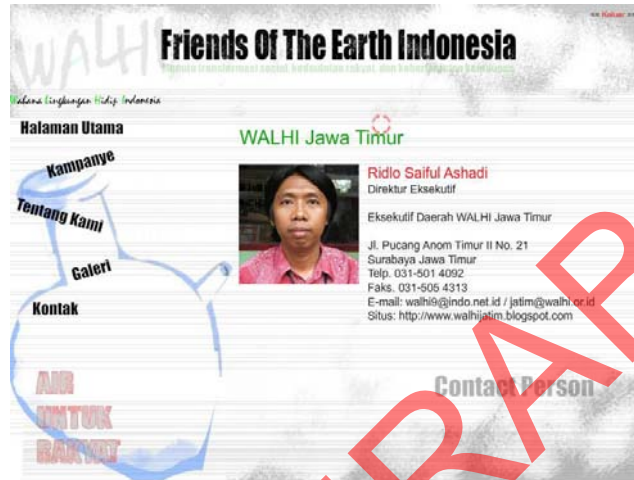 == Keluar ==
WALHI
Friends Of The Earth Indonesia
Wahana Lingkungan Hidup Indonesia
Halaman Utama
Kampanye
Tentang Kami
Galeri
Kontak
WALHI Jawa Timur
Ridlo Saiful Ashadi
Direktur Eksekutif
Eksekutif Daerah WALHI Jawa Timur
Jl. Pucang Anom Timur II No. 21
Surabaya Jawa Timur
Telp. 031-501 4092
Faks. 031-505 4313
E-mail: walhi9@indo.net.id / jatim@walhi.or.id
Situs: http://www.walhijatim.blogspot.com
Contact Person
AIR
UNTUK
RAKYAT
RAP